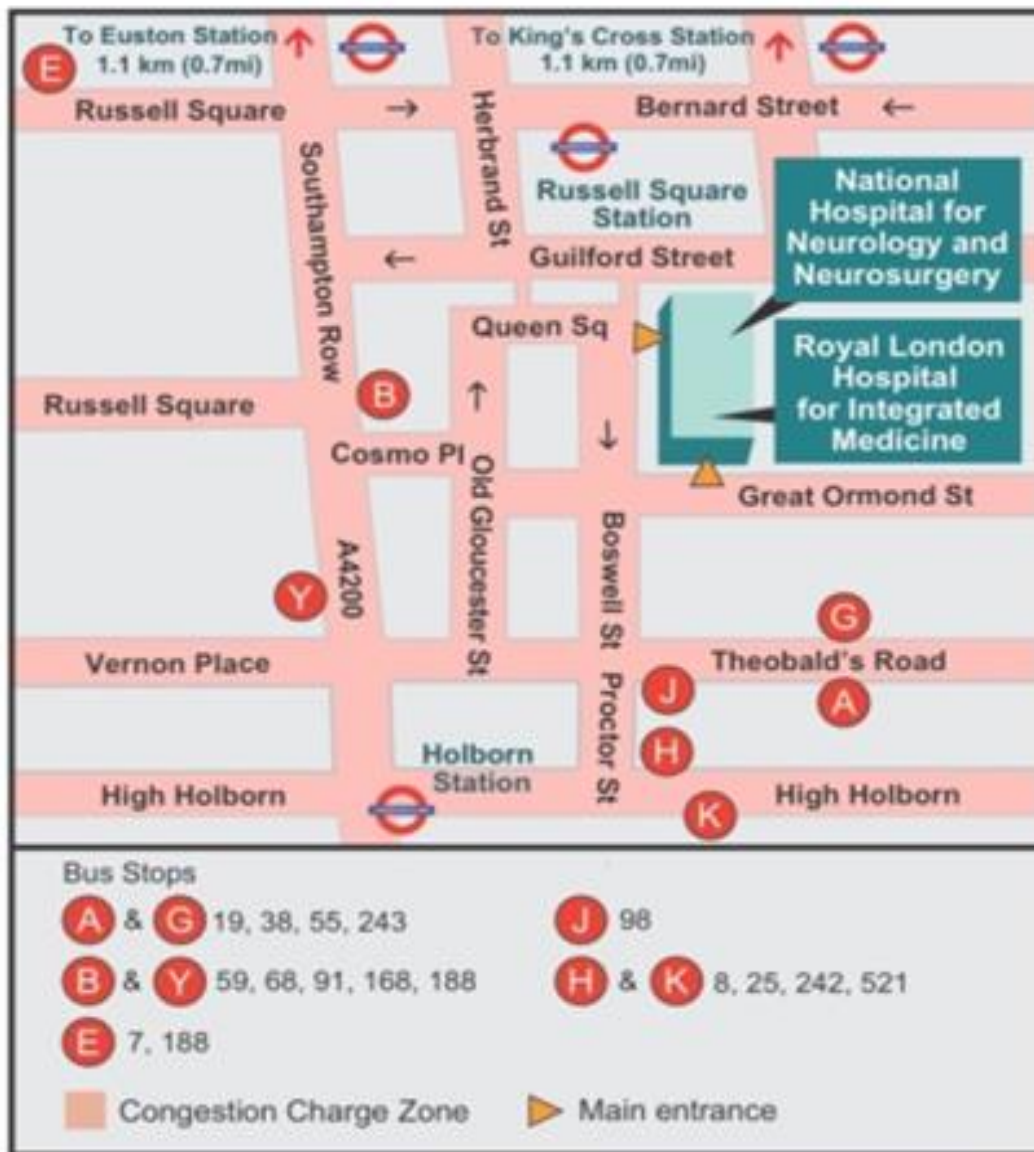 To Euston Station
1.1 km (0.7mi)
To King's Cross Station
1.1 km (0.7mi)
E
Russell Square
Herbrand St
Bernard Street
Southampton Row
Russell Square
Station
National
Hospital for
Neurology and
Neurosurgery
Guilford Street
Queen Sq
Royal London
Hospital
for Integrated
Medicine
B
Russell Square
Cosmo Pl
Old Gloucester St
Great Ormond St
A4200
Boswell St
Y
G
Vernon Place
Theobald's Road
Proctor St
J
A
H
Holborn
Station
High Holborn
High Holborn
K
Bus Stops
A & G 19, 38, 55, 243
J 98
B & Y 59, 68, 91, 168, 188
H & K 8, 25, 242, 521
E 7, 188
Congestion Charge Zone
Main entrance